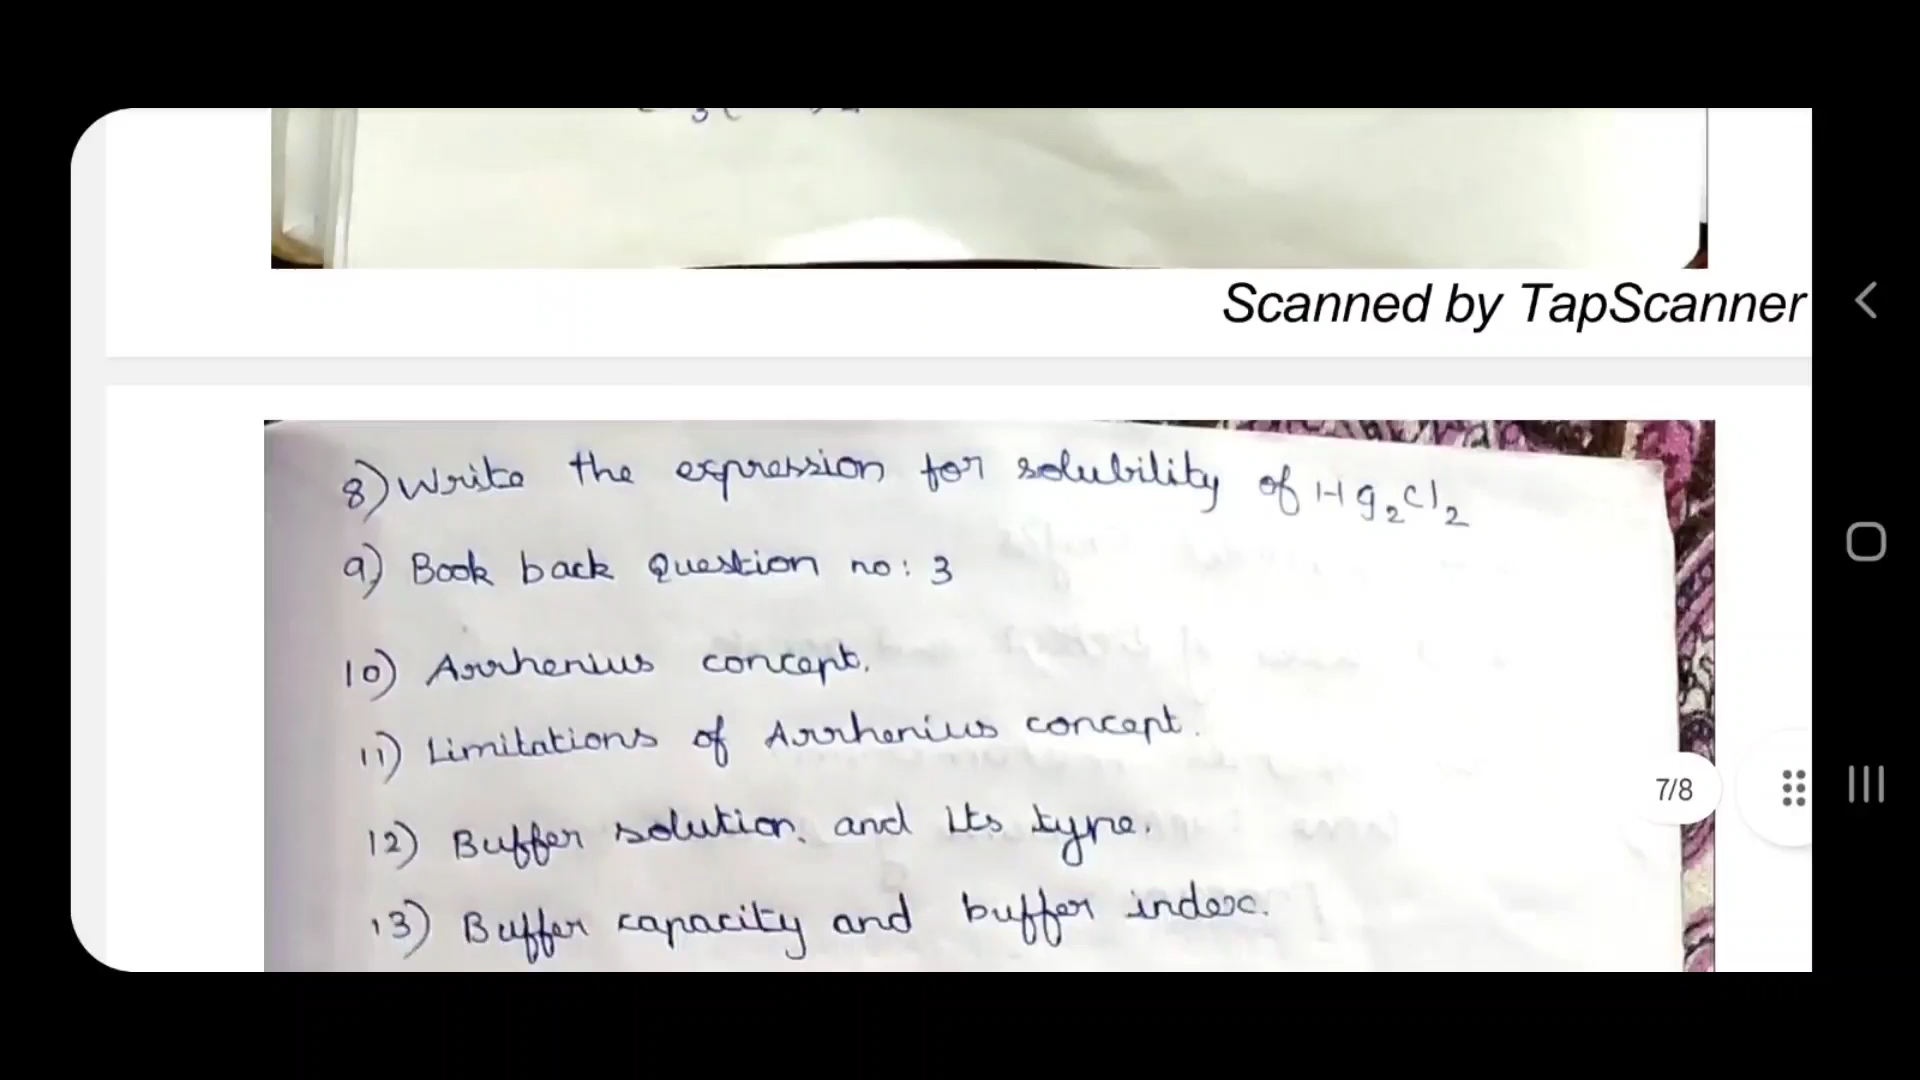 Scanned by TapScanner
8) Write the expression for solubility of Hg₂Cl₂
9) Book back Question no: 3
10) Arrhenius concept.
11) Limitations of Arrhenius concept.
7/8
12) Buffer solution and its type.
13) Buffer capacity and buffer index.